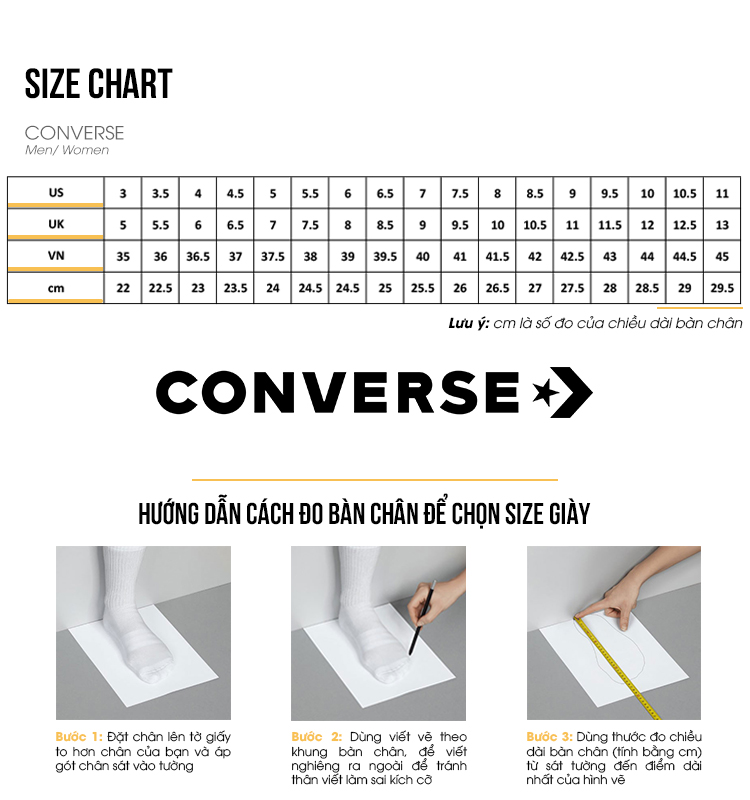 SIZE CHART
CONVERSE
Men/ Women
US 3 3.5 4 4.5 5 5.5 6 6.5 7 7.5 8 8.5 9 9.5 10 10.5 11
UK 5 5.5 6 6.5 7 7.5 8 8.5 9 9.5 10 10.5 11 11.5 12 12.5 13
VN 35 36 36.5 37 37.5 38 39 39.5 40 41 41.5 42 42.5 43 44 44.5 45
cm 22 22.5 23 23.5 24 24.5 24.5 25 25.5 26 26.5 27 27.5 28 28.5 29 29.5
Lưu ý: cm là số đo của chiều dài bàn chân
CONVERSE
HƯỚNG DẪN CÁCH ĐO BÀN CHÂN ĐỂ CHỌN SIZE GIÀY
Bước 1: Đặt chân lên tờ giấy
to hơn chân của bạn và áp
gót chân sát vào tường
Bước 2: Dùng viết vẽ theo
khung bàn chân, để viết
nghiêng ra ngoài để tránh
thân viết làm sai kích cỡ
Bước 3: Dùng thước đo chiều
dài bàn chân (tính bằng cm)
từ sát tường đến điểm dài
nhất của hình vẽ